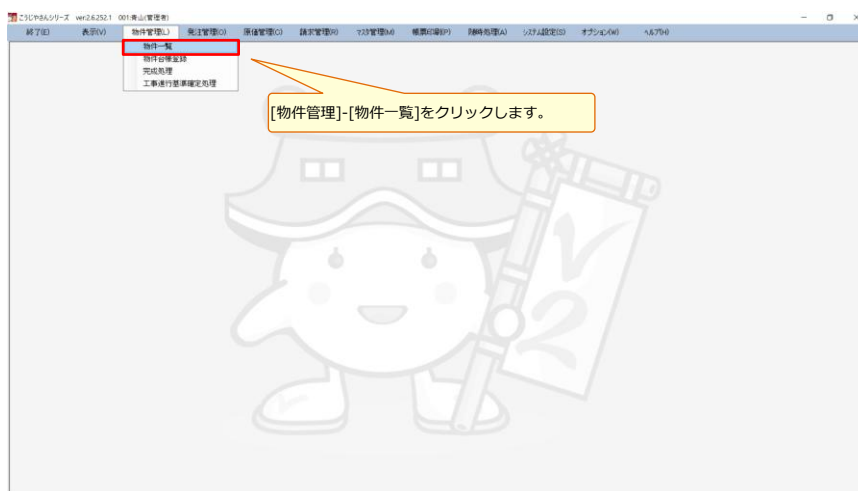 こうじやさんシリーズ ver.2.6.252.1 001:青山(管理者)
終了(E) 表示(V) 物件管理(L) 発注管理(O) 原価管理(C) 請求管理(R) マスタ管理(M) 帳票印刷(P) 随時処理(A) システム設定(S) オプション(W) ヘルプ(H)
物件一覧
物件台帳登録
完成処理
工事進行基準確定処理
[物件管理]-[物件一覧]をクリックします。
V2